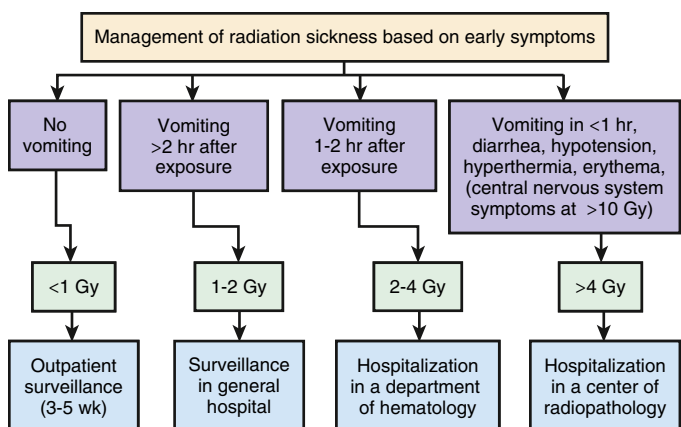 Management of radiation sickness based on early symptoms
No
vomiting
Vomiting
>2 hr after
exposure
Vomiting
1-2 hr after
exposure
Vomiting in <1 hr,
diarrhea, hypotension,
hyperthermia, erythema,
(central nervous system
symptoms at >10 Gy)
<1 Gy
1-2 Gy
2-4 Gy
>4 Gy
Outpatient
surveillance
(3-5 wk)
Surveillance
in general
hospital
Hospitalization
in a department
of hematology
Hospitalization
in a center of
radiopathology